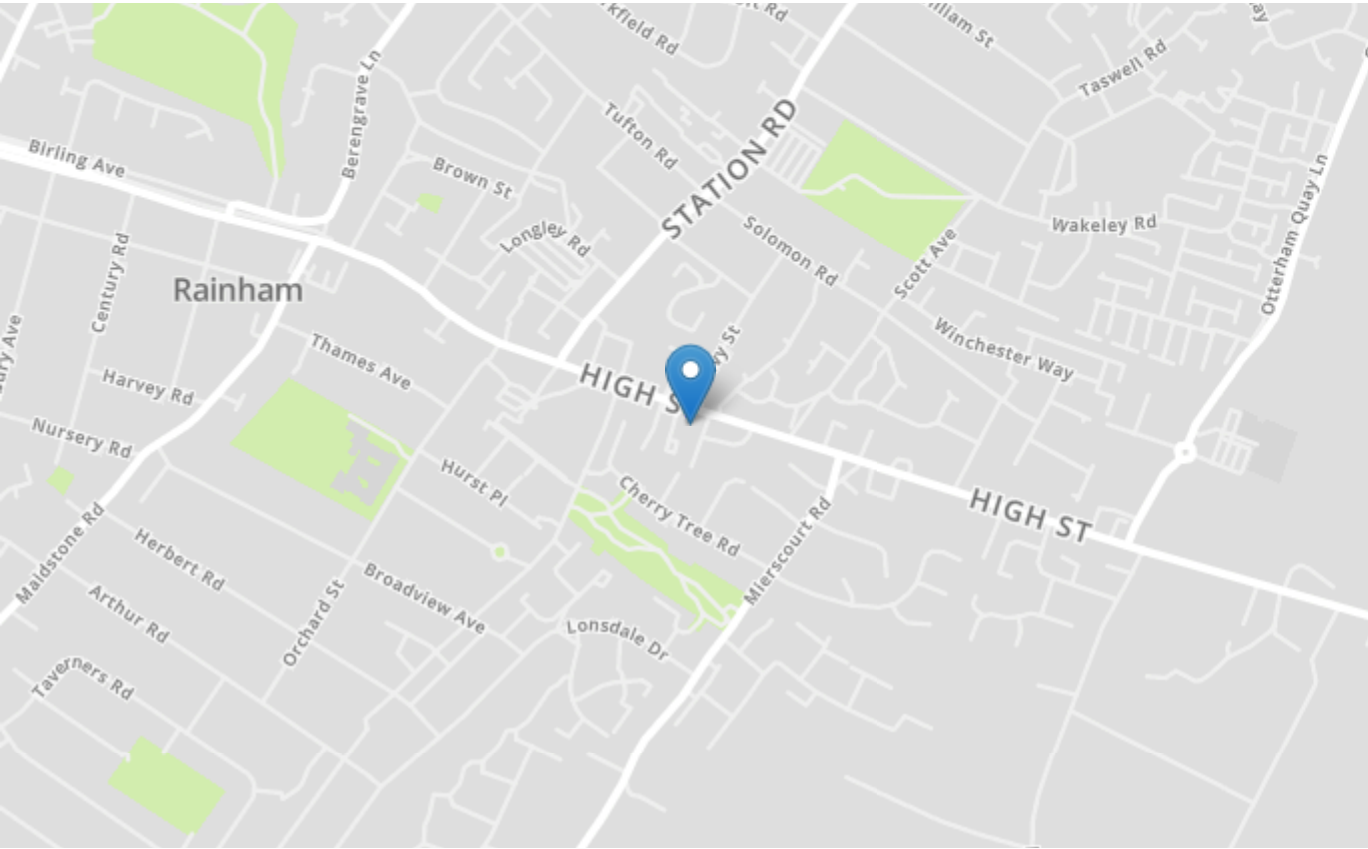 William St
Taswell Rd
Berengrave Ln
Tufton Rd
STATION RD
Birling Ave
Brown St
Otterham Quay Ln
Longley Rd
Solomon Rd
Wakeley Rd
Scott Ave
Century Rd
Rainham
Thames Ave
Winchester Way
HIGH
Harvey Rd
Nursery Rd
Hurst Pl
Cherry Tree Rd
HIGH ST
Maidstone Rd
Herbert Rd
Mierscourt Rd
Arthur Rd
Orchard St
Broadview Ave
Lonsdale Dr
Taverners Rd